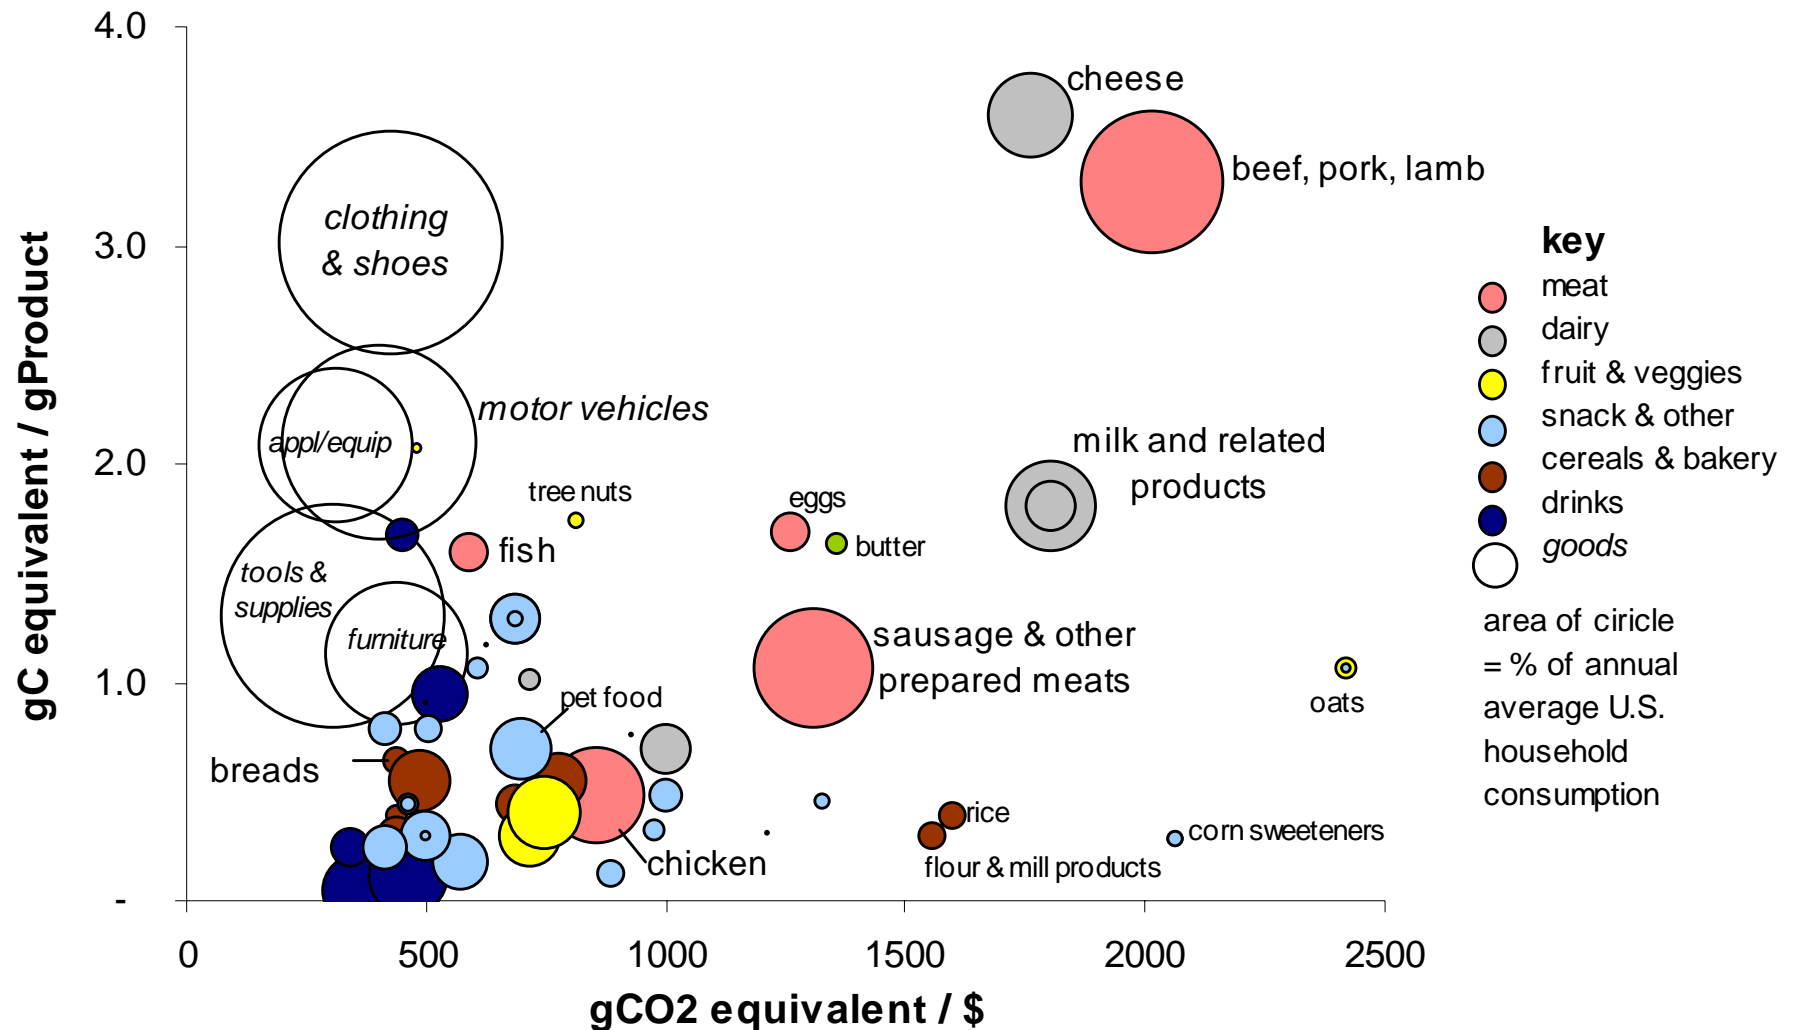 4.0
3.0
2.0
1.0
-
gC equivalent / gProduct
0
500
1000
1500
2000
2500
gCO2 equivalent / $
cheese
beef, pork, lamb
clothing
& shoes
motor vehicles
appl/equip
milk and related
products
tree nuts
eggs
butter
fish
tools &
supplies
furniture
sausage & other
prepared meats
oats
pet food
breads
rice
corn sweeteners
flour & mill products
chicken
key
meat
dairy
fruit & veggies
snack & other
cereals & bakery
drinks
goods
area of ciricle
= % of annual
average U.S.
household
consumption